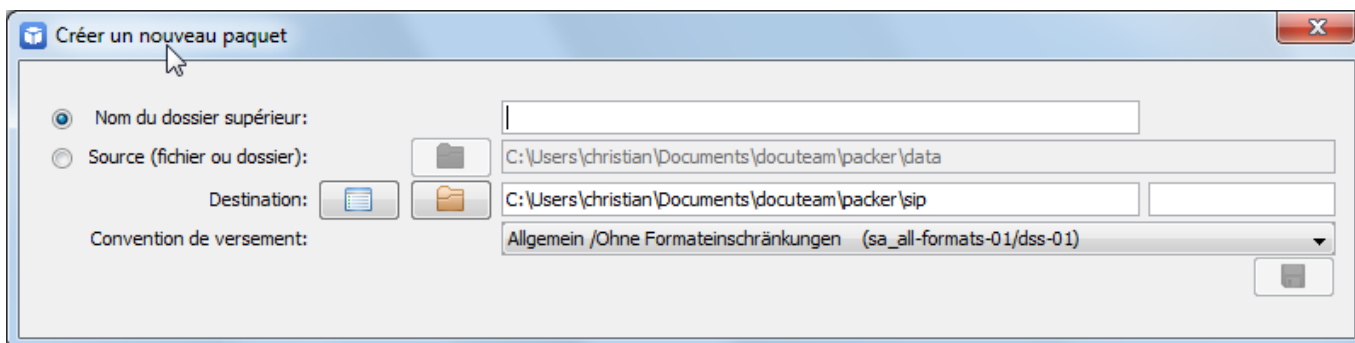 Créer un nouveau paquet
Nom du dossier supérieur:
Source (fichier ou dossier): C:\Users\christian\Documents\docuteam\packer\data
Destination: C:\Users\christian\Documents\docuteam\packer\sip
Convention de versement: Allgemein /Ohne Formateinschränkungen (sa_all-formats-01/dss-01)